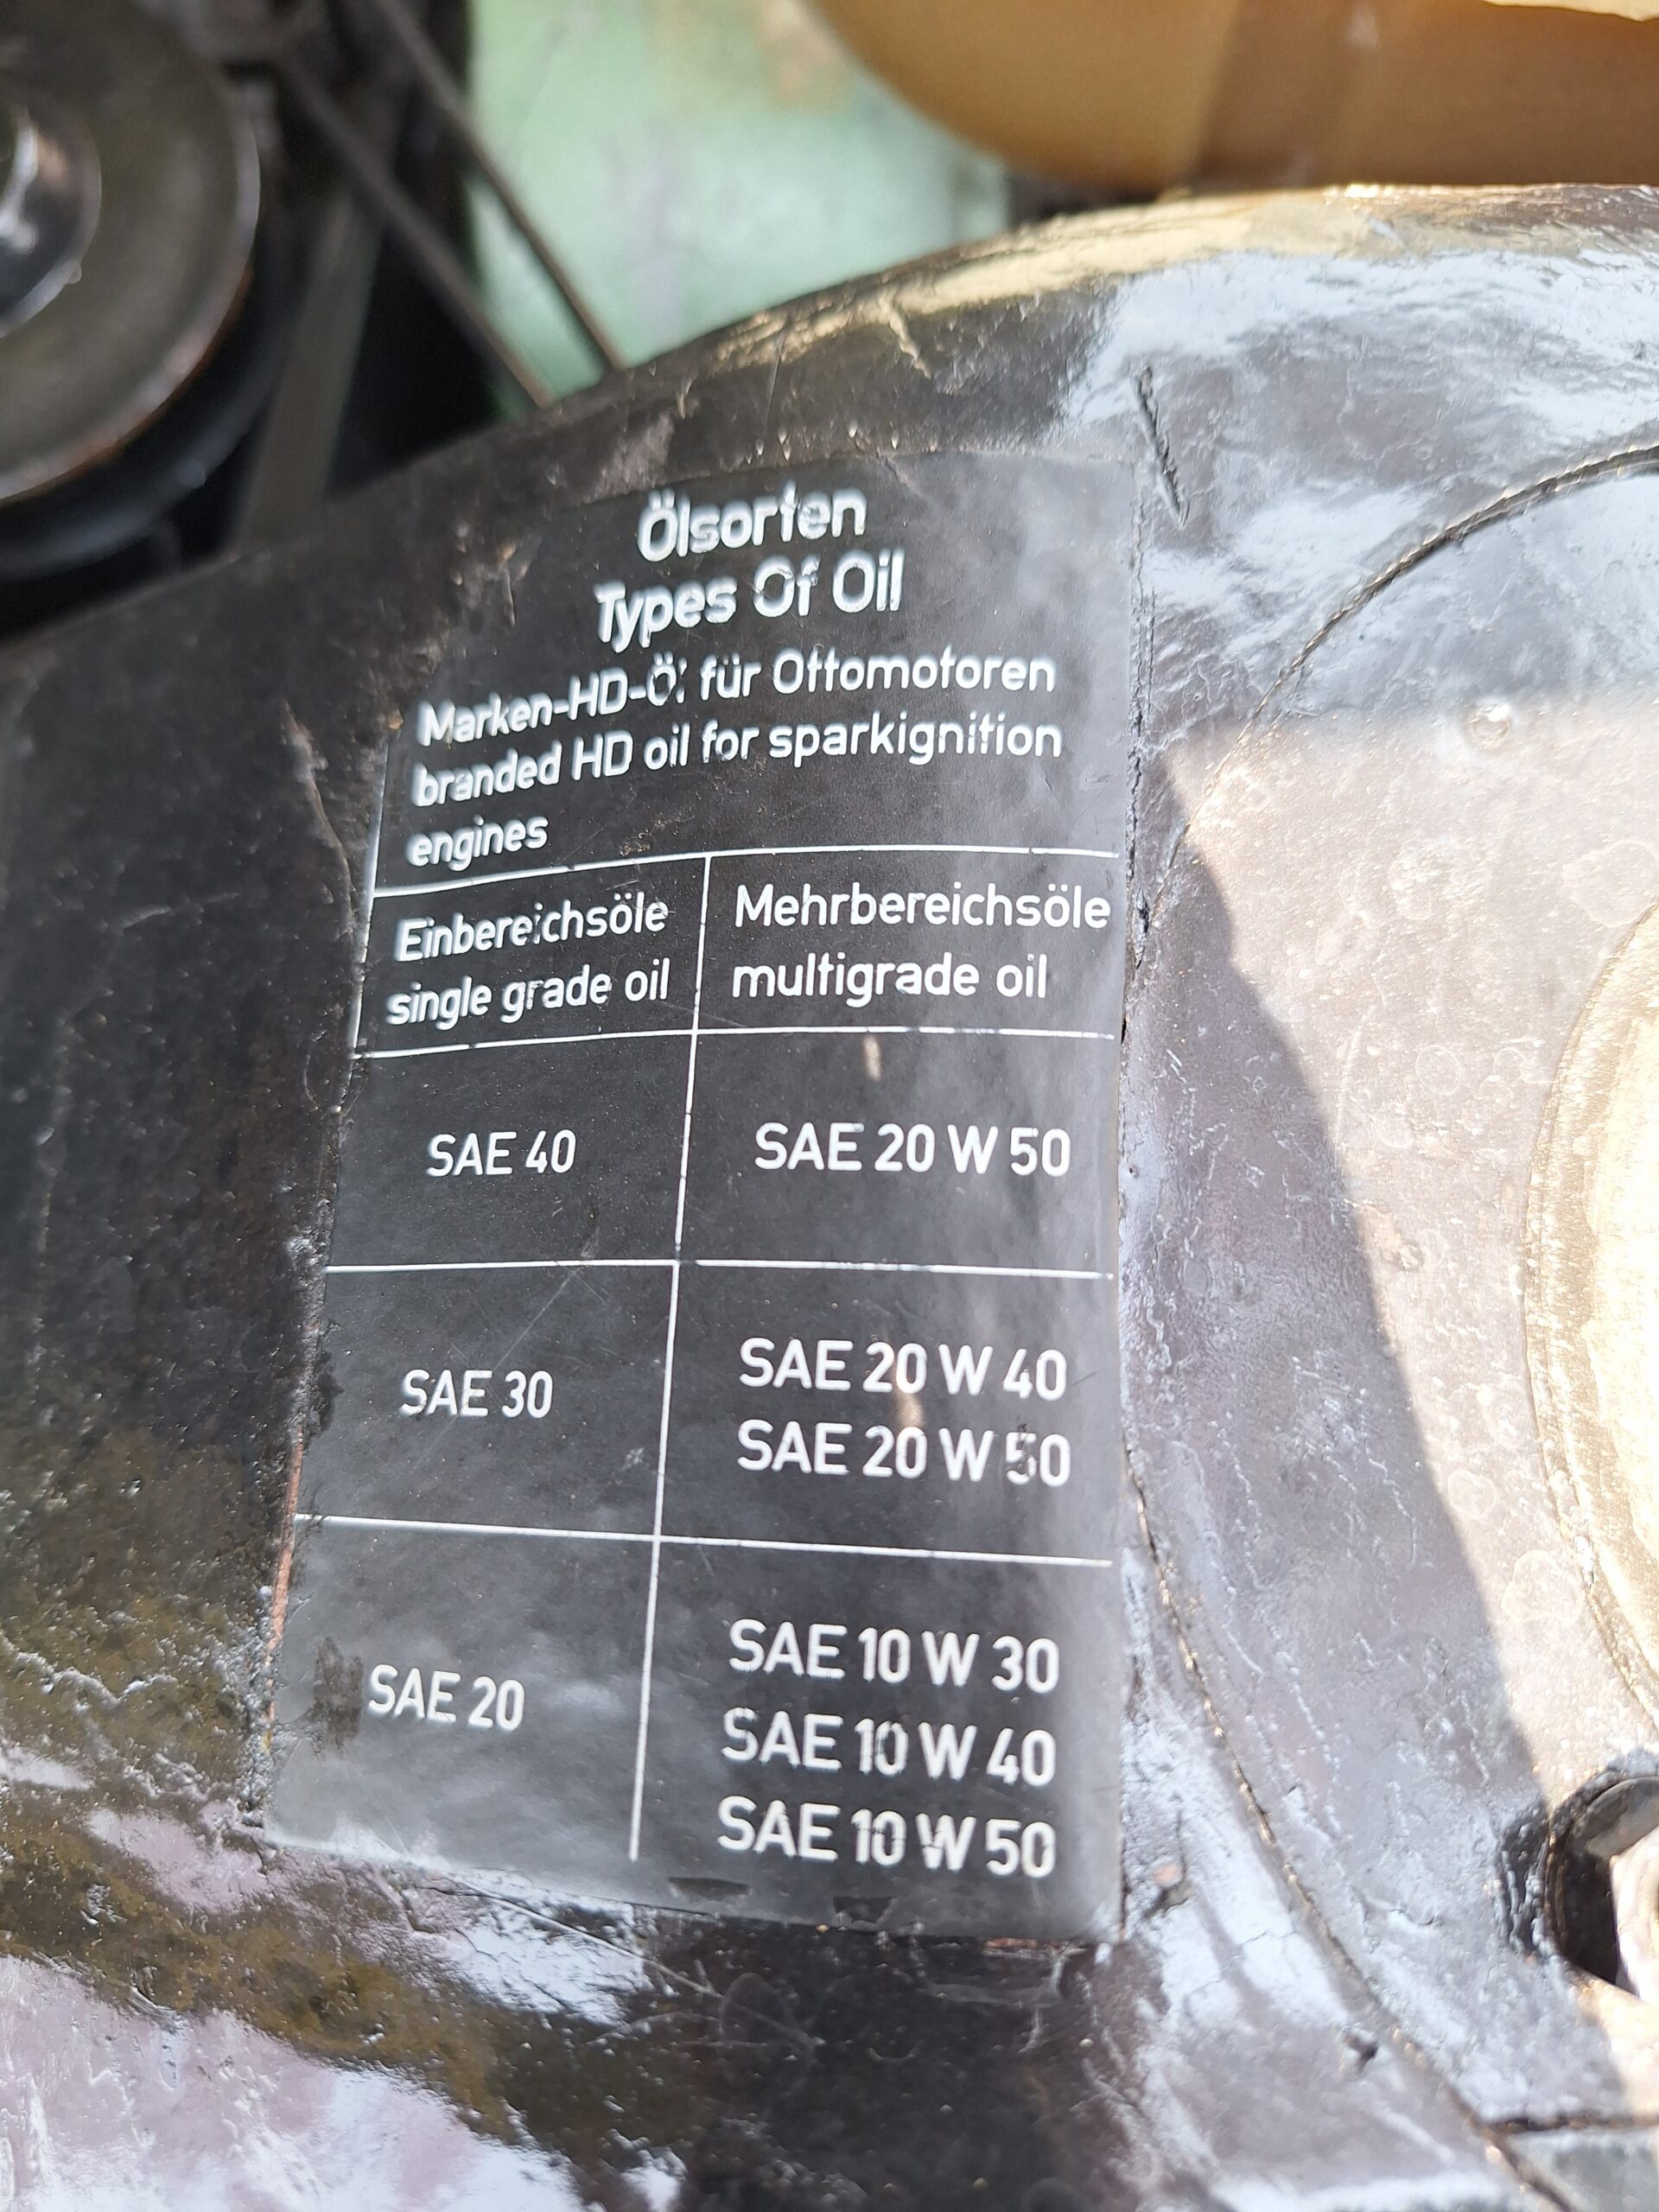 Ölsorten
Types Of Oil
Marken-HD-Öl für Ottomotoren
branded HD oil for sparkignition
engines
Einbereichsöle
single grade oil
Mehrbereichsöle
multigrade oil
SAE 40
SAE 20 W 50
SAE 30
SAE 20 W 40
SAE 20 W 50
SAE 20
SAE 10 W 30
SAE 10 W 40
SAE 10 W 50